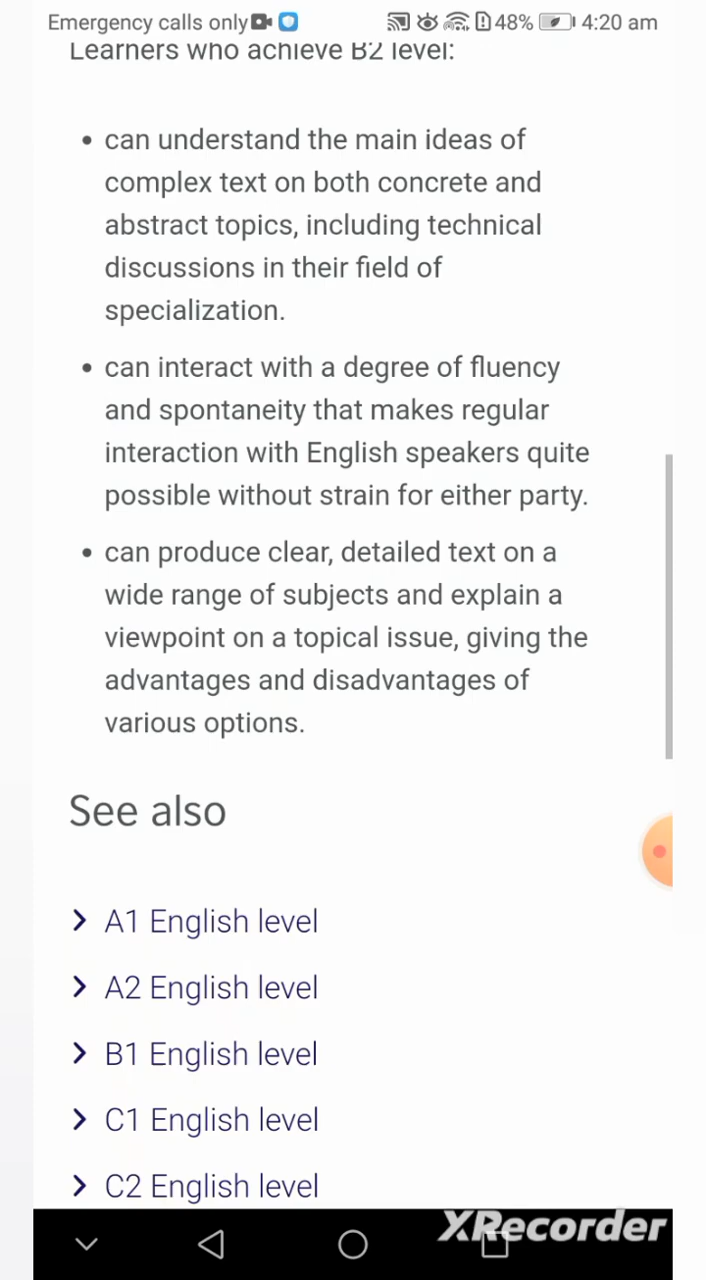 Emergency calls only 48% 4:20 am
Learners who achieve B2 level:
• can understand the main ideas of
complex text on both concrete and
abstract topics, including technical
discussions in their field of
specialization.
• can interact with a degree of fluency
and spontaneity that makes regular
interaction with English speakers quite
possible without strain for either party.
• can produce clear, detailed text on a
wide range of subjects and explain a
viewpoint on a topical issue, giving the
advantages and disadvantages of
various options.
See also
A1 English level
A2 English level
B1 English level
C1 English level
C2 English level
XRecorder